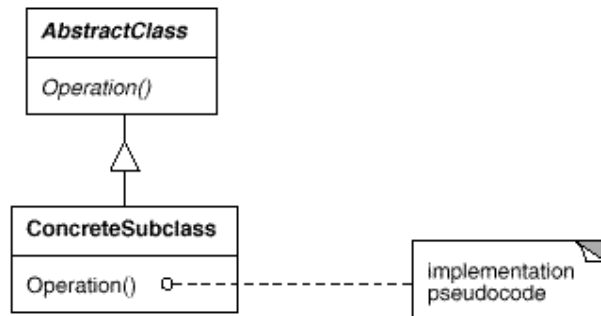 AbstractClass
Operation()
ConcreteSubclass
Operation()
implementation
pseudocode